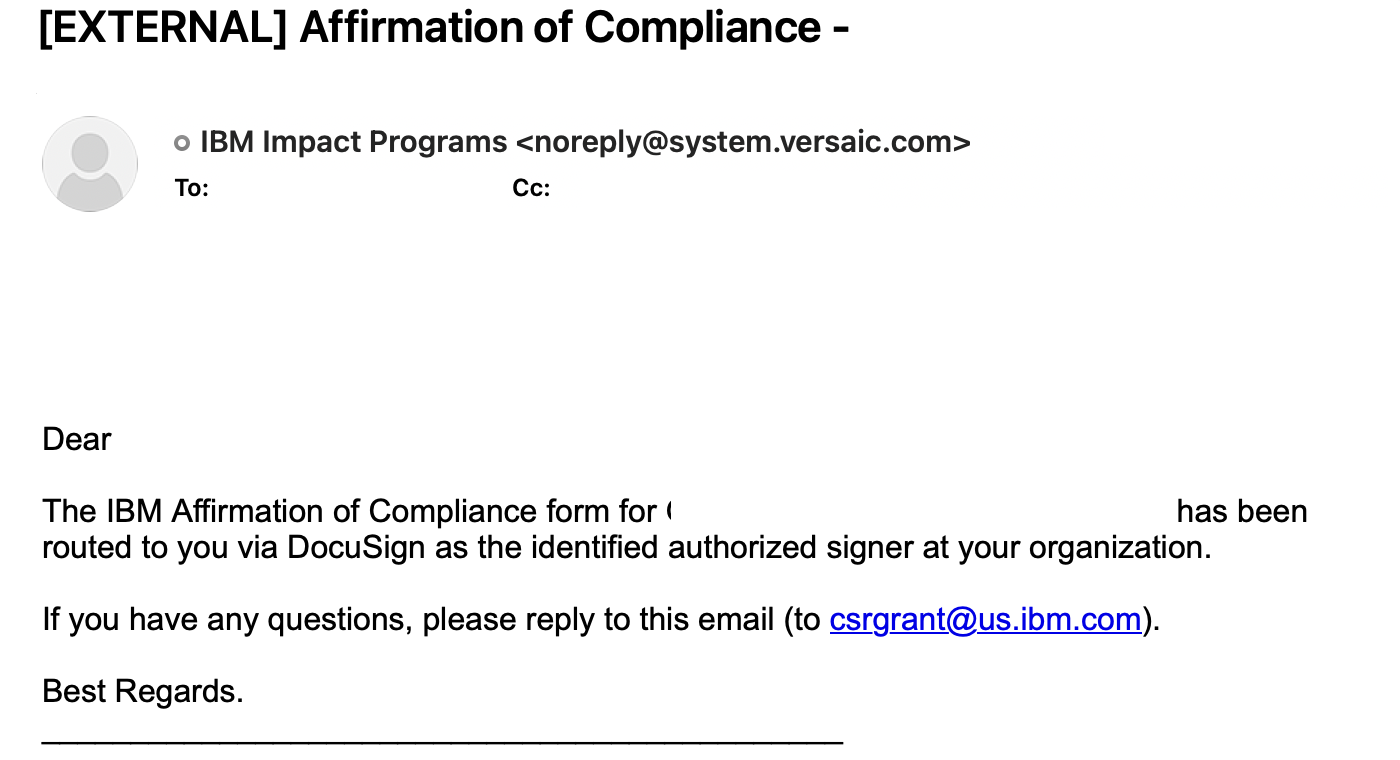 [EXTERNAL] Affirmation of Compliance -
IBM Impact Programs <noreply@system.versaic.com>
To: Cc:
Dear
The IBM Affirmation of Compliance form for has been
routed to you via DocuSign as the identified authorized signer at your organization.
If you have any questions, please reply to this email (to csrgrant@us.ibm.com).
Best Regards.